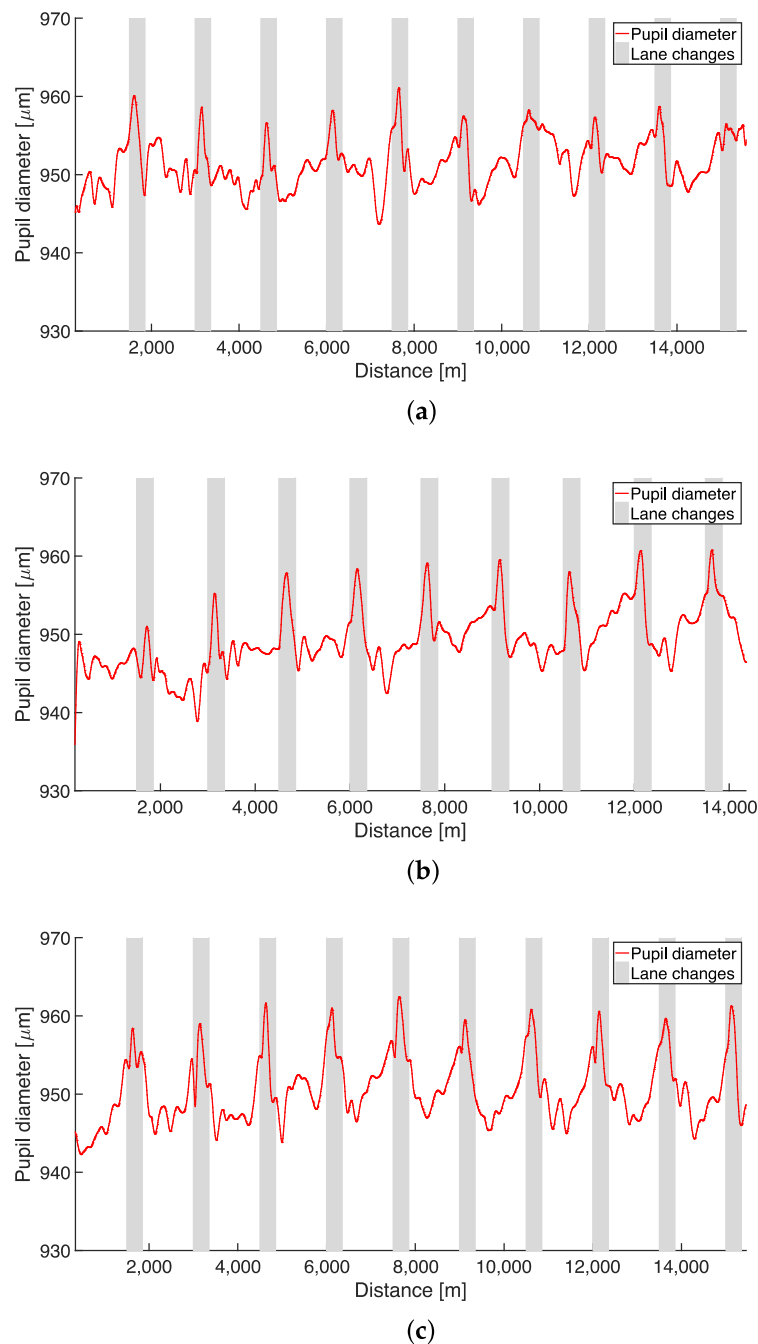 970
960
950
940
930
Pupil diameter [μm]
Pupil diameter
Lane changes
2,000 4,000 6,000 8,000 10,000 12,000 14,000
Distance [m]
(a)
970
960
950
940
930
Pupil diameter [μm]
Pupil diameter
Lane changes
2,000 4,000 6,000 8,000 10,000 12,000 14,000
Distance [m]
(b)
970
960
950
940
930
Pupil diameter [μm]
Pupil diameter
Lane changes
2,000 4,000 6,000 8,000 10,000 12,000 14,000
Distance [m]
(c)